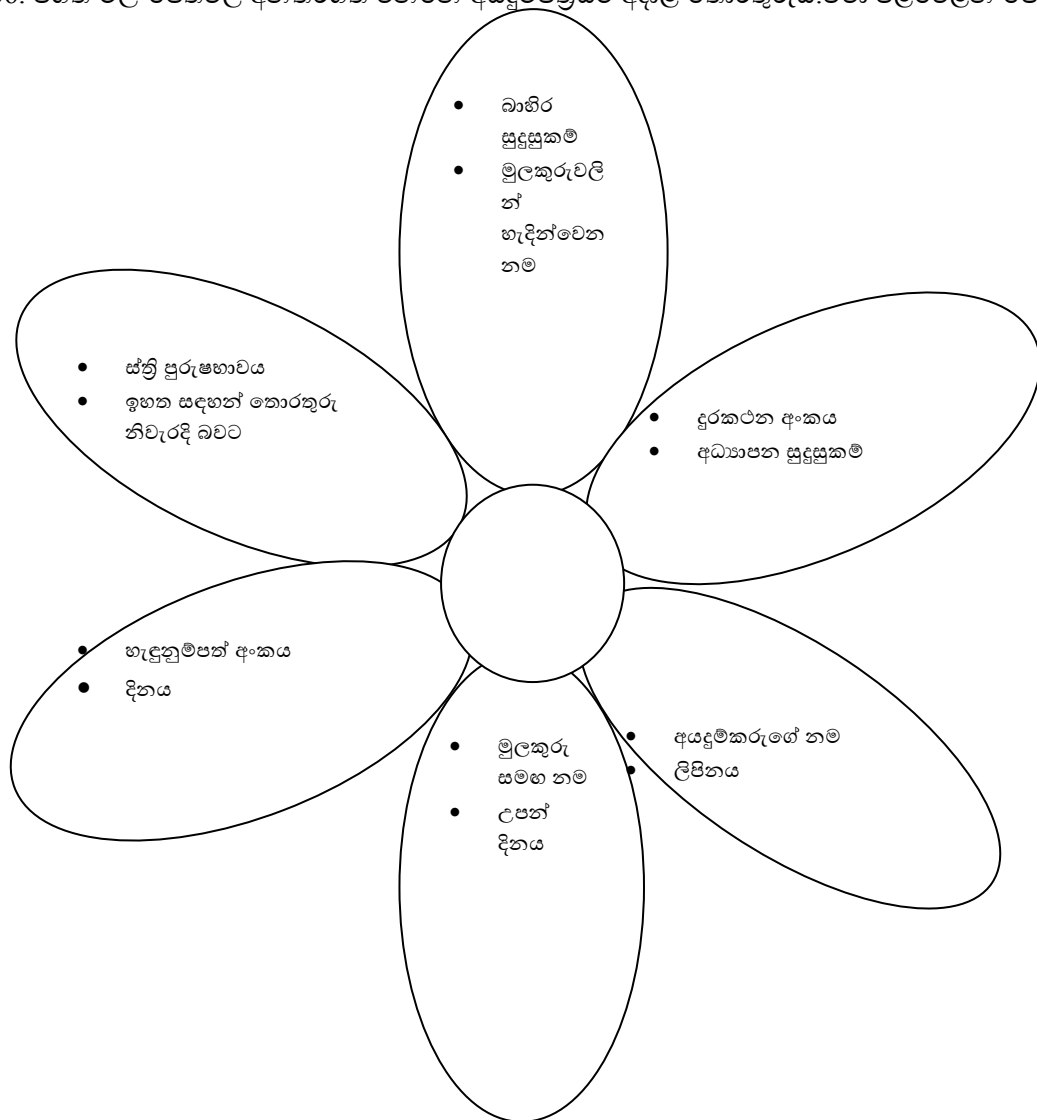 බාහිර
සුදුසුකම්
මුලකුරුවලි
න්
හැදින්වෙන
නම
ස්ත්‍රි පුරුෂභාවය
ඉහත සඳහන් තොරතුරු
නිවැරදි බවට
දුරකථන අංකය
අධ්‍යාපන සුදුසුකම්
හැඳුනුම්පත් අංකය
දිනය
මුලකුරු
සමඟ නම
උපන්
දිනය
අයදුම්කරුගේ නම
ලිපිනය